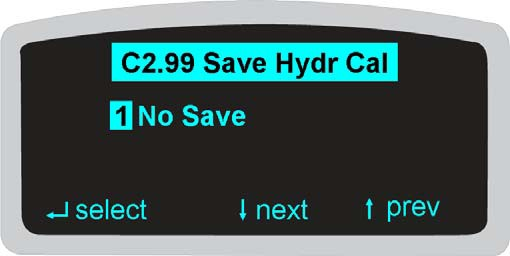 C2.99 Save Hydr Cal
1 No Save
↵ select ↓ next ↑ prev